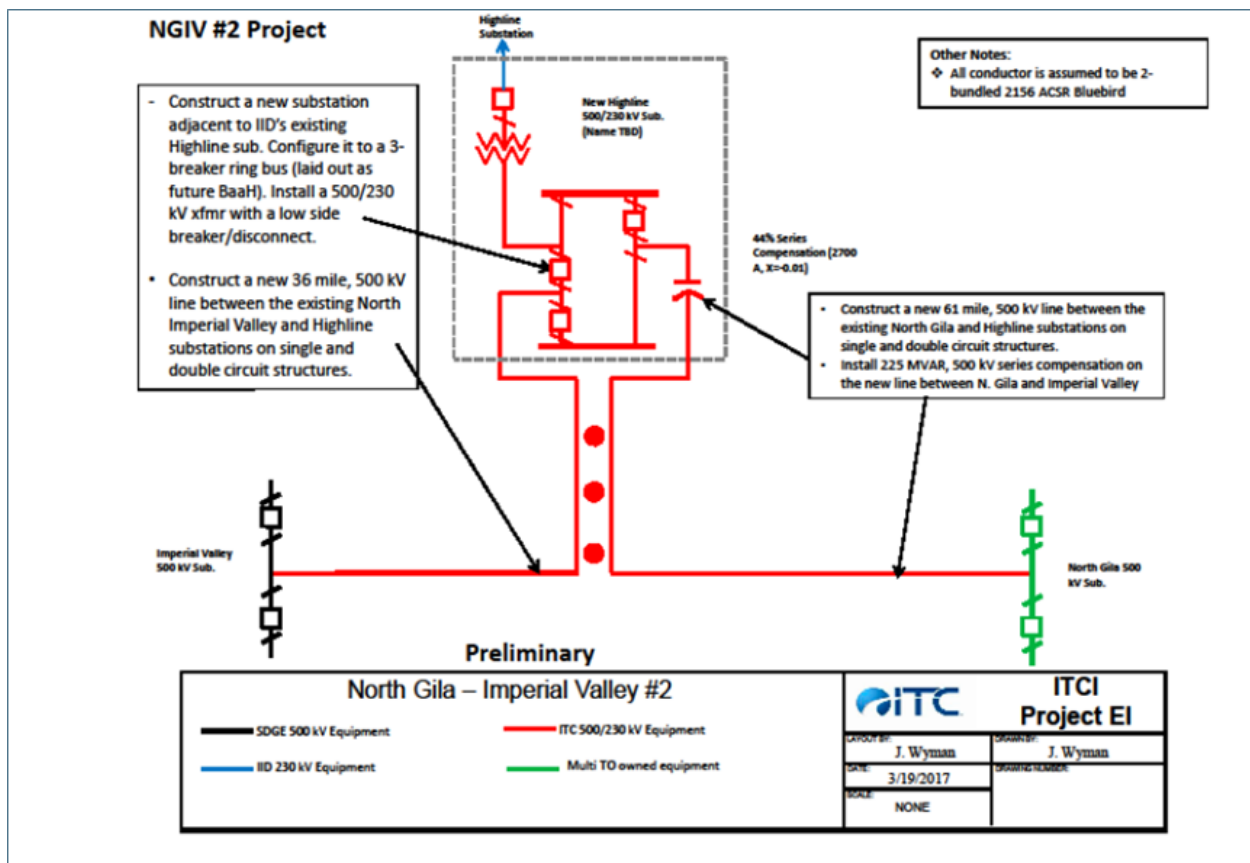 NGIV #2 Project
Highline
Substation
Other Notes:
❖ All conductor is assumed to be 2-
bundled 2156 ACSR Bluebird
- Construct a new substation
adjacent to IID's existing
Highline sub. Configure it to a 3-
breaker ring bus (laid out as
future BaaH). Install a 500/230
kV xfmr with a low side
breaker/disconnect.
• Construct a new 36 mile, 500 kV
line between the existing North
Imperial Valley and Highline
substations on single and
double circuit structures.
New Highline
500/230 kV Sub.
(Name TBD)
44% Series
Compensation (2700
A, X=-0.01)
• Construct a new 61 mile, 500 kV line between the
existing North Gila and Highline substations on
single and double circuit structures.
• Install 225 MVAR, 500 kV series compensation on
the new line between N. Gila and Imperial Valley
Imperial Valley
500 kV Sub.
North Gila 500
kV Sub.
Preliminary
North Gila – Imperial Valley #2
SDGE 500 kV Equipment
ITC 500/230 kV Equipment
IID 230 kV Equipment
Multi TO owned equipment
ITC
ITCI
Project EI
LAYOUT BY:
J. Wyman
DRAWN BY:
J. Wyman
DATE:
3/19/2017
DRAWING NUMBER:
SCALE:
NONE